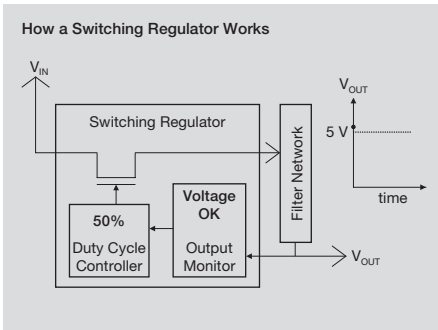 How a Switching Regulator Works
VIN
Switching Regulator
50%
Duty Cycle
Controller
Voltage
OK
Output
Monitor
Filter Network
VOUT
VOUT
5 V
time